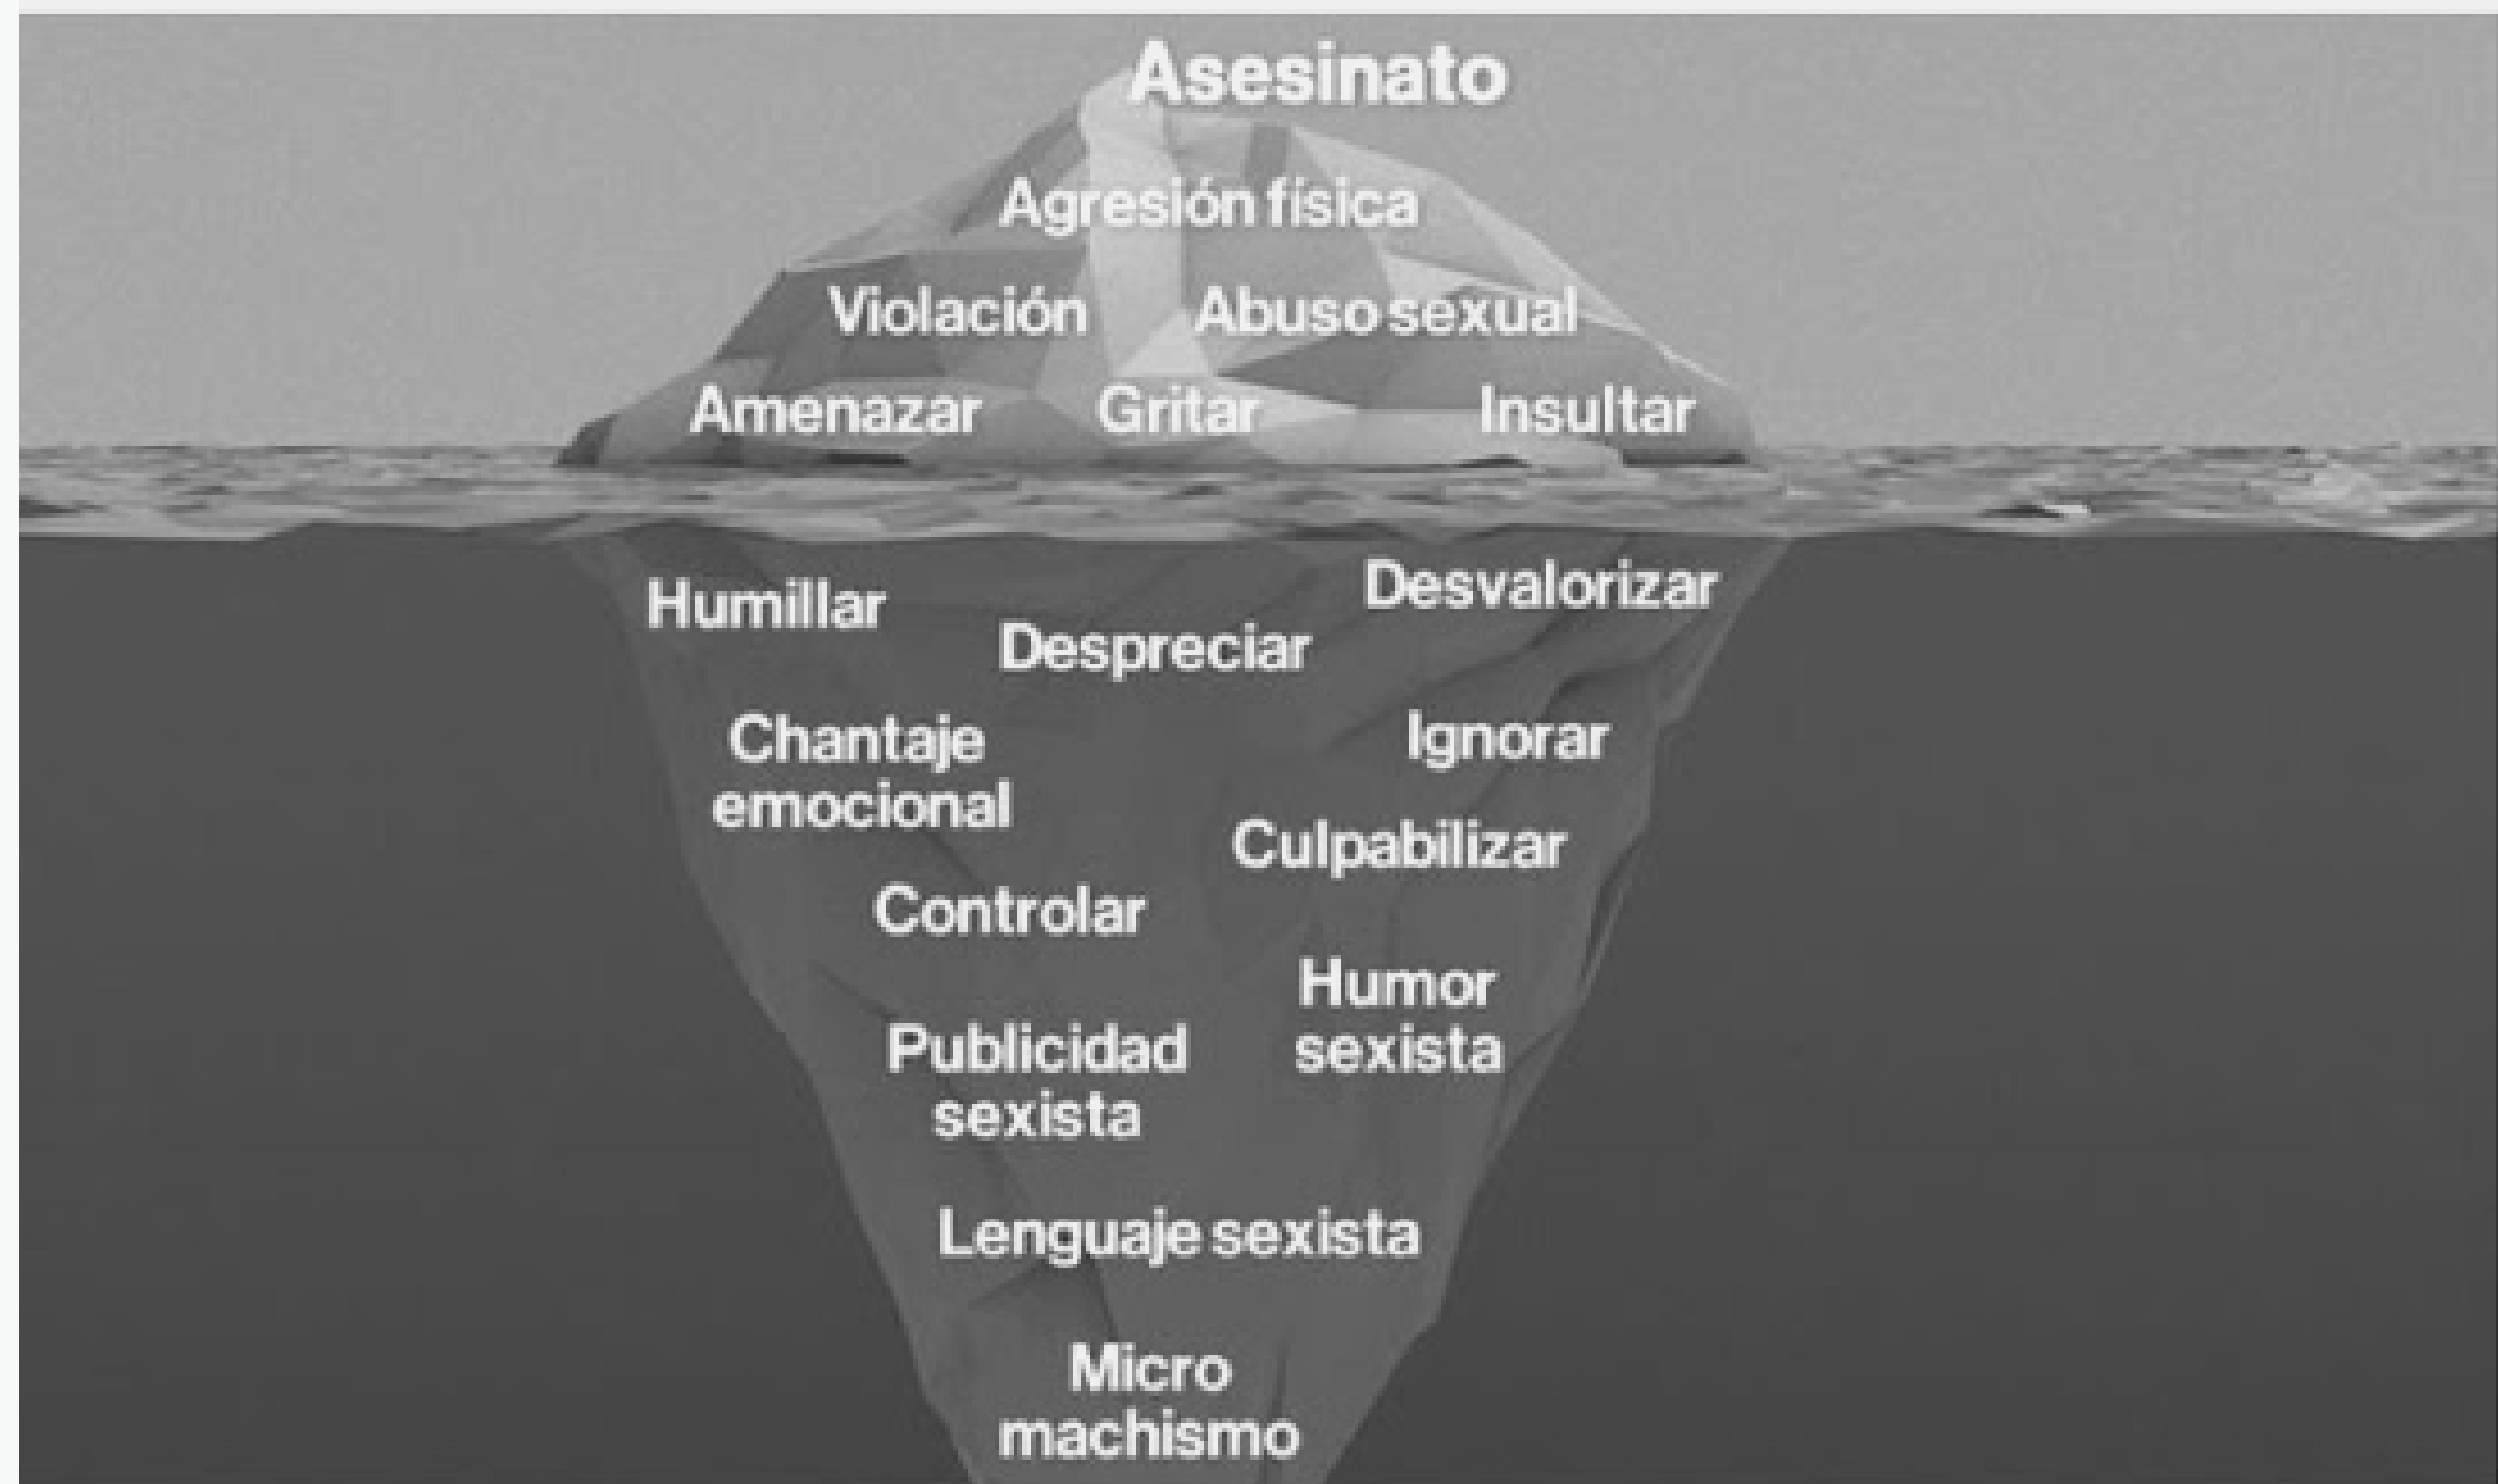 Asesinato
Agresión física
Violación Abuso sexual
Amenazar Gritar Insultar
Humillar
Desvalorizar
Despreciar
Chantaje
emocional
Ignorar
Culpabilizar
Controlar
Humor
sexista
Publicidad
sexista
Lenguaje sexista
Micro
machismo